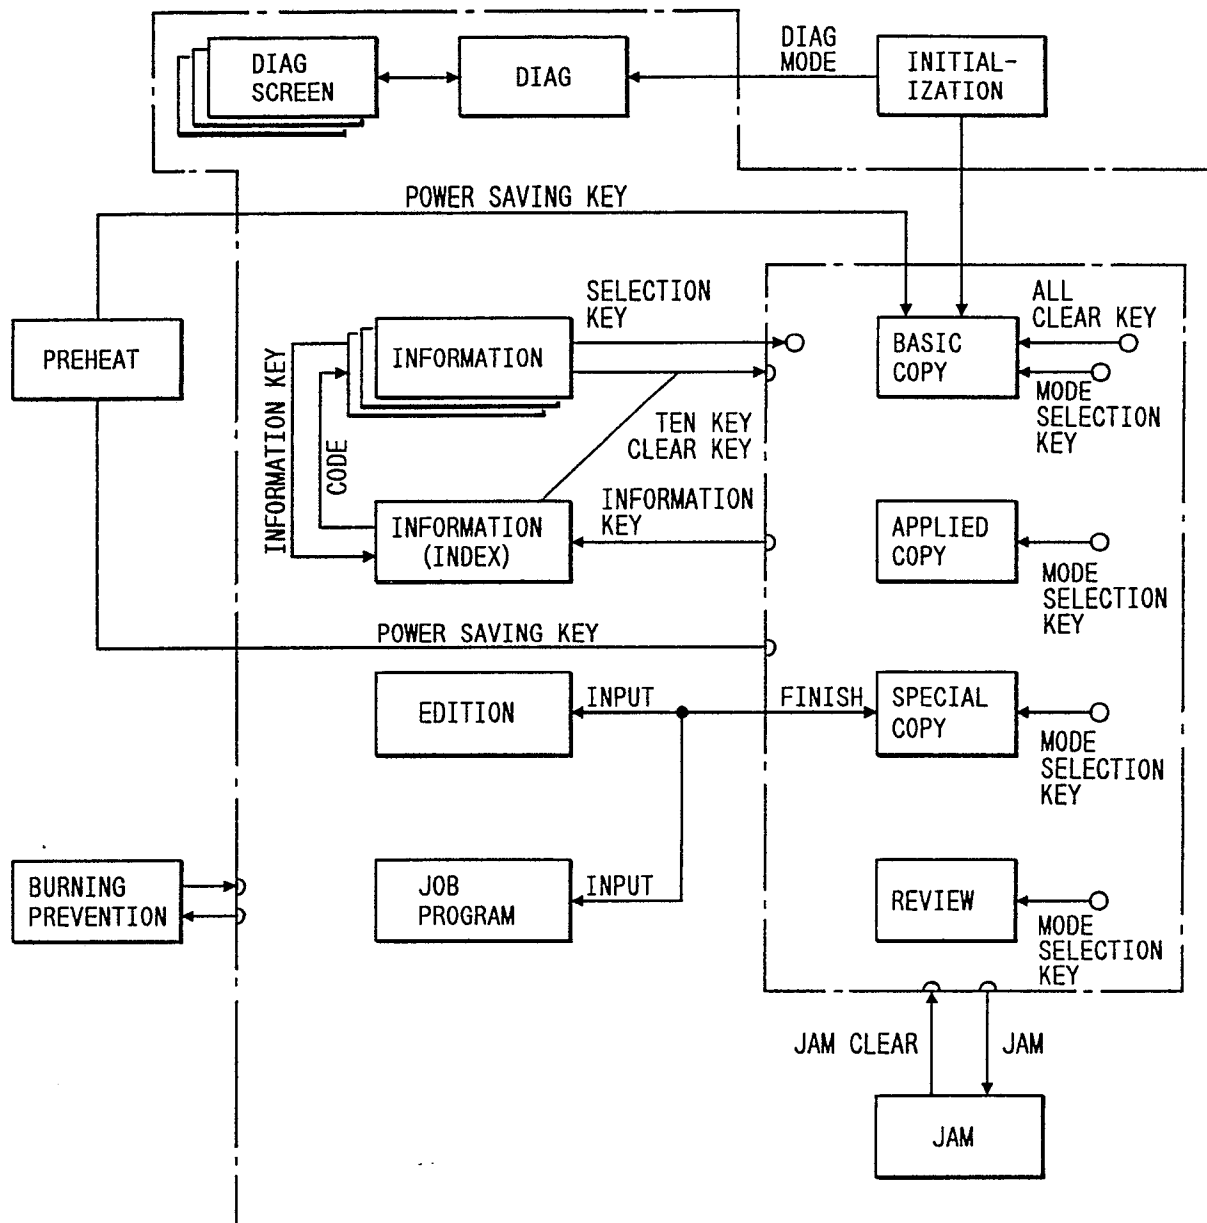 DIAG
SCREEN
DIAG
DIAG
MODE
INITIAL-
IZATION
POWER SAVING KEY
PREHEAT
INFORMATION KEY
CODE
INFORMATION
SELECTION
KEY
TEN KEY
CLEAR KEY
BASIC
COPY
ALL
CLEAR KEY
MODE
SELECTION
KEY
INFORMATION
(INDEX)
INFORMATION
KEY
APPLIED
COPY
MODE
SELECTION
KEY
POWER SAVING KEY
EDITION
INPUT
FINISH
SPECIAL
COPY
MODE
SELECTION
KEY
BURNING
PREVENTION
JOB
PROGRAM
INPUT
REVIEW
MODE
SELECTION
KEY
JAM CLEAR
JAM
JAM